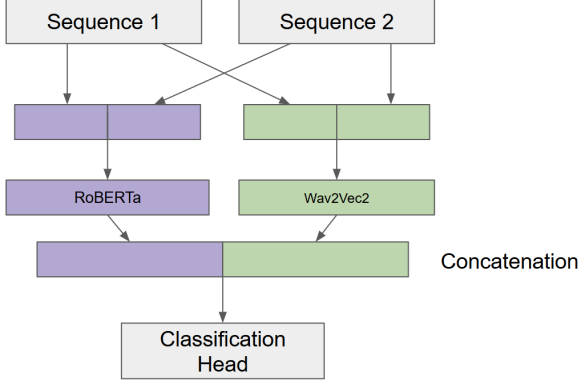 Sequence 1
Sequence 2
RoBERTa
Wav2Vec2
Concatenation
Classification
Head